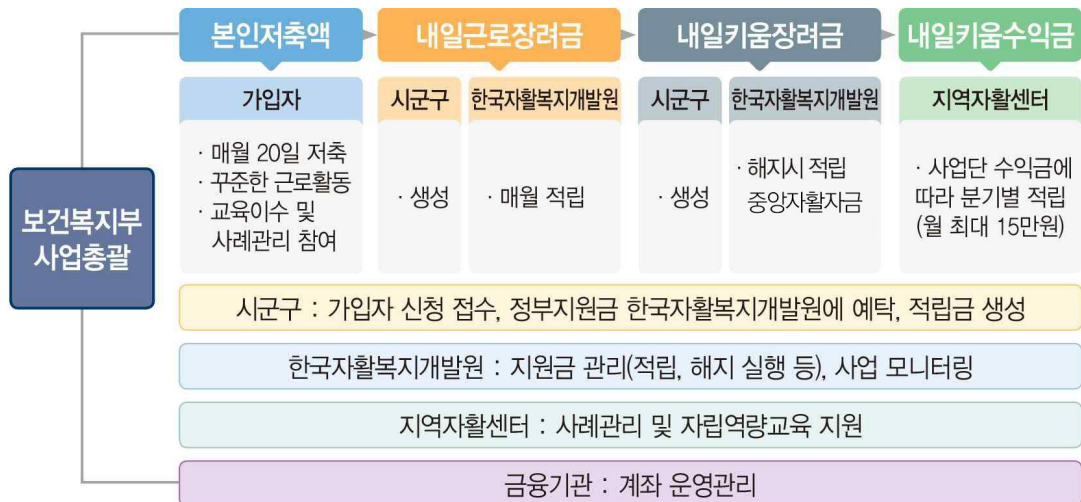 보건복지부
사업총괄
본인저축액
내일근로장려금
내일키움장려금
내일키움수익금
가입자
· 매월 20일 저축
· 꾸준한 근로활동
· 교육이수 및
사례관리 참여
시군구
· 생성
한국자활복지개발원
· 매월 적립
시군구
· 생성
한국자활복지개발원
· 해지시 적립
중앙자활자금
지역자활센터
· 사업단 수익금에
따라 분기별 적립
(월 최대 15만원)
시군구 : 가입자 신청 접수, 정부지원금 한국자활복지개발원에 예탁, 적립금 생성
한국자활복지개발원 : 지원금 관리(적립, 해지 실행 등), 사업 모니터링
지역자활센터 : 사례관리 및 자립역량교육 지원
금융기관 : 계좌 운영관리